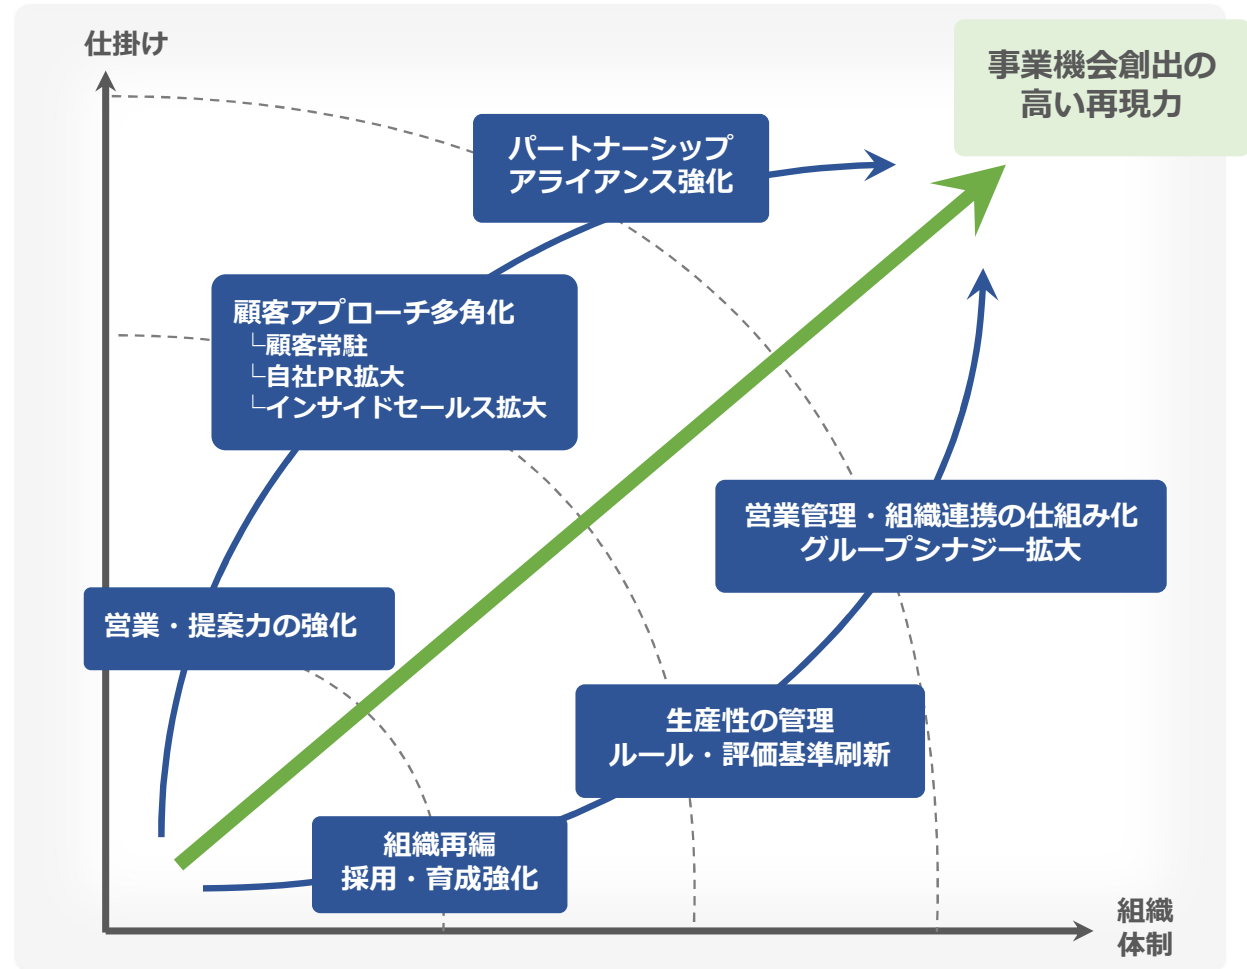 仕掛け
事業機会創出の
高い再現力
パートナーシップ
アライアンス強化
顧客アプローチ多角化
└顧客常駐
└自社PR拡大
└インサイドセールス拡大
営業管理・組織連携の仕組み化
グループシナジー拡大
営業・提案力の強化
生産性の管理
ルール・評価基準刷新
組織再編
採用・育成強化
組織
体制